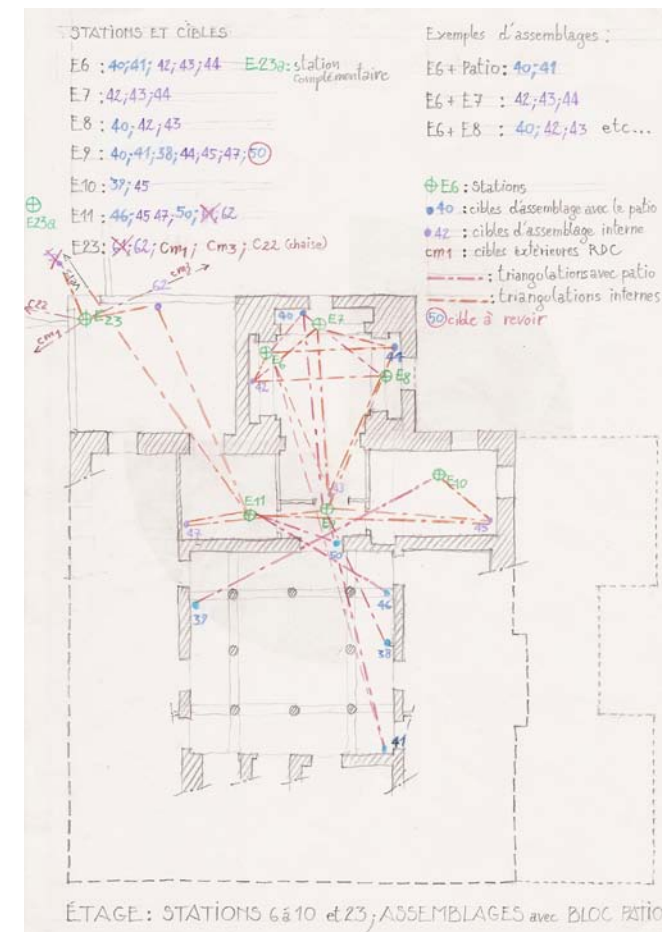 STATIONS ET CIBLES
E6 : 40;41; 42;43;44
E23a: station complémentaire
E7 : 42;43;44
E8 : 40;42;43
E9 : 40;41;38;44;45;47;50
E10 : 39;45
E11 : 46;45 47;50; 62
E23: 62; Cm1; Cm3; C22 (chaise)
Exemples d'assemblages :
E6 + Patio: 40;41
E6 + E7 : 42;43;44
E6 + E8 : 40;42;43 etc...
E6 : Stations
40 : cibles d'assemblage avec le patio
42 : cibles d'assemblage interne
cm1 : cibles extérieures RDC
: triangulations avec patio
: triangulations internes
50 cible à revoir
E23a
cm3
62
C22
E23
cm1
40
E7
E6
44
42
E8
43
E10
E11
47
45
50
39
46
38
41
ÉTAGE: STATIONS 6 à 10 et 23; ASSEMBLAGES avec BLOC PATIO